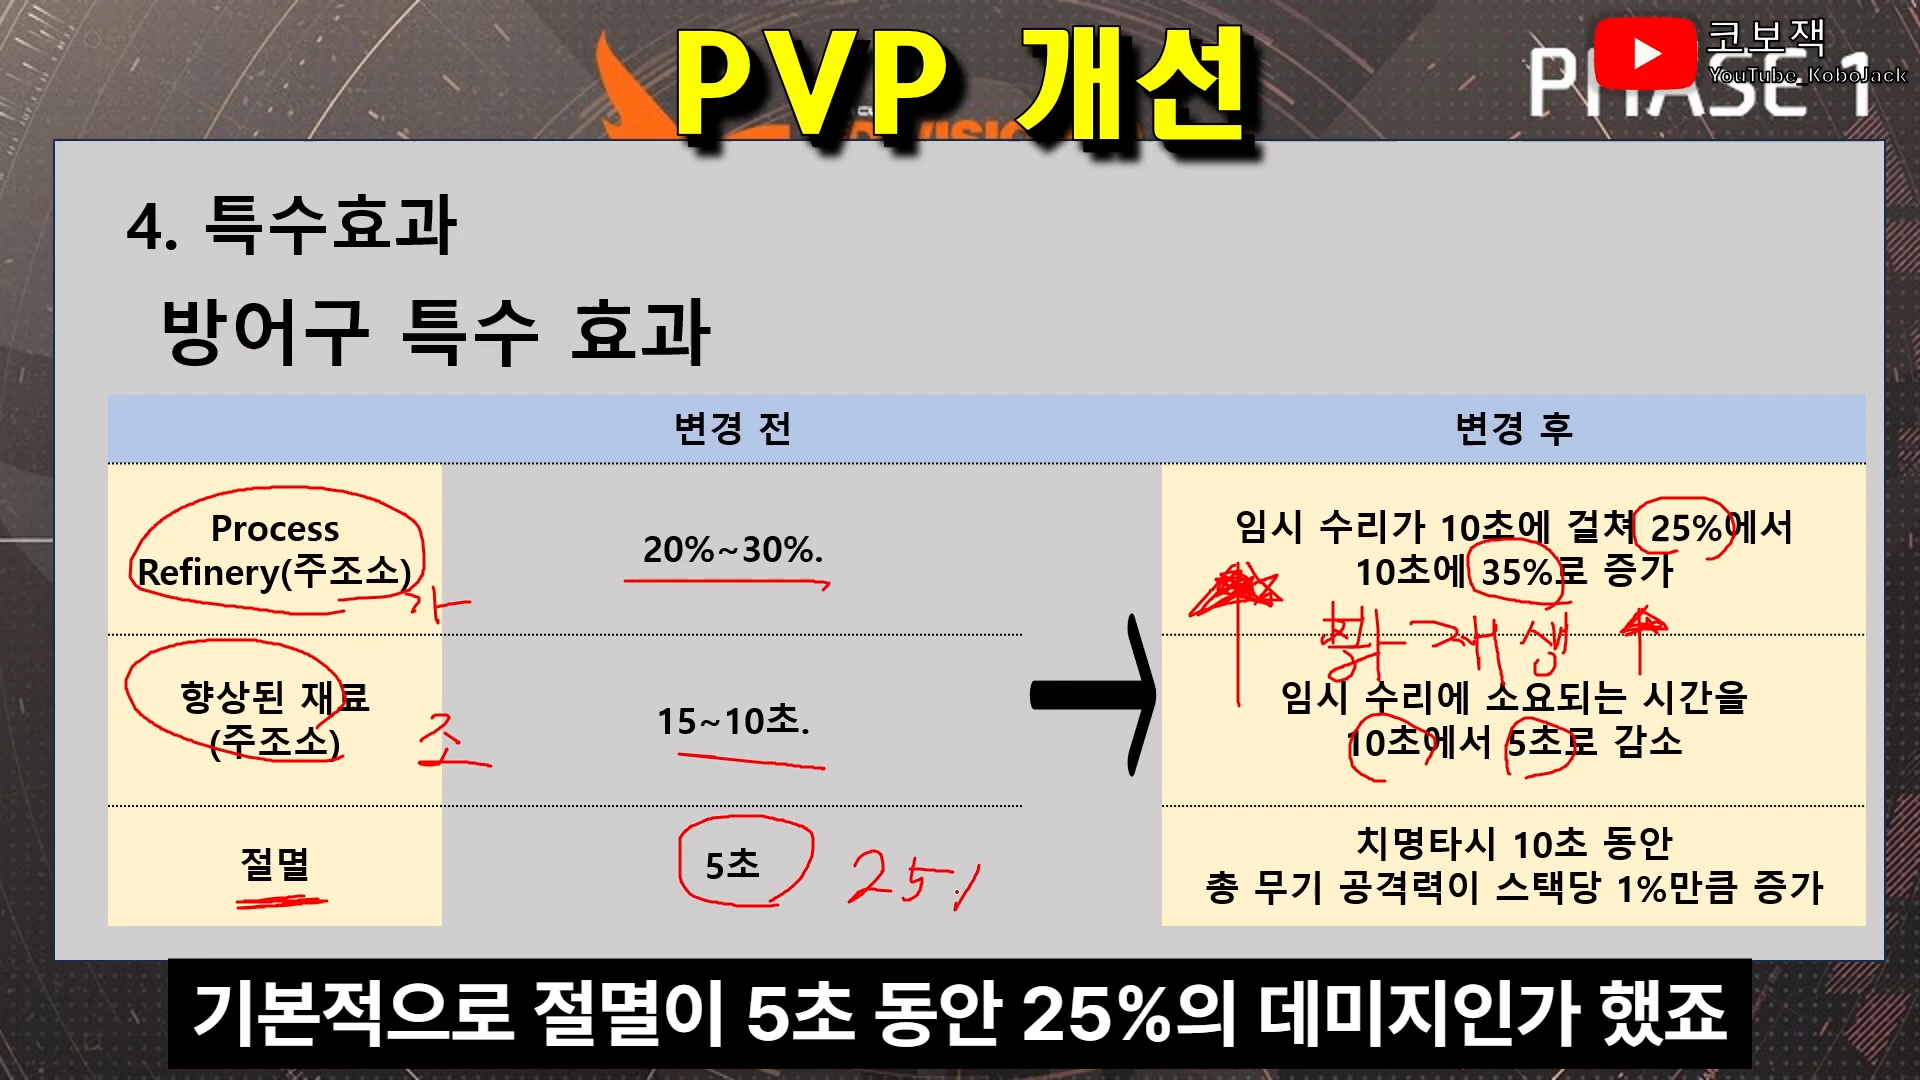 PVP 개선
PHASE 1
코보잭
YouTube_KoboJack
4. 특수효과
방어구 특수 효과
변경 전
변경 후
Process
Refinery(주조소)
20%~30%.
임시 수리가 10초에 걸쳐 25%에서
10초에 35%로 증가
재생
향상된 재료
(주조소)
15~10초.
임시 수리에 소요되는 시간을
10초에서 5초로 감소
절멸
5초
25%
치명타시 10초 동안
총 무기 공격력이 스택당 1%만큼 증가
기본적으로 절멸이 5초 동안 25%의 데미지인가 했죠